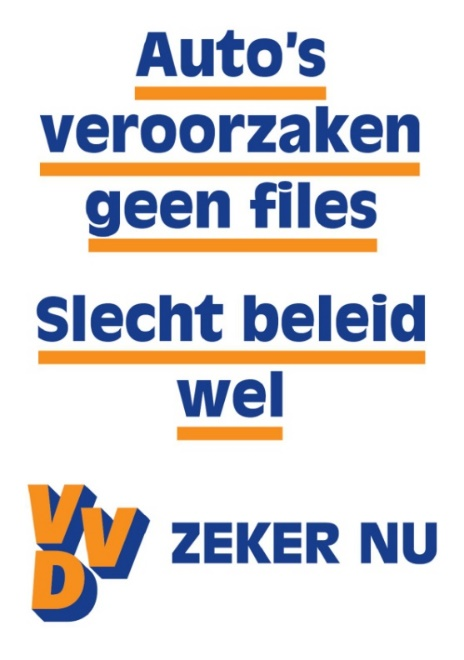 Auto's
veroorzaken
geen files
Slecht beleid
wel
VVD ZEKER NU